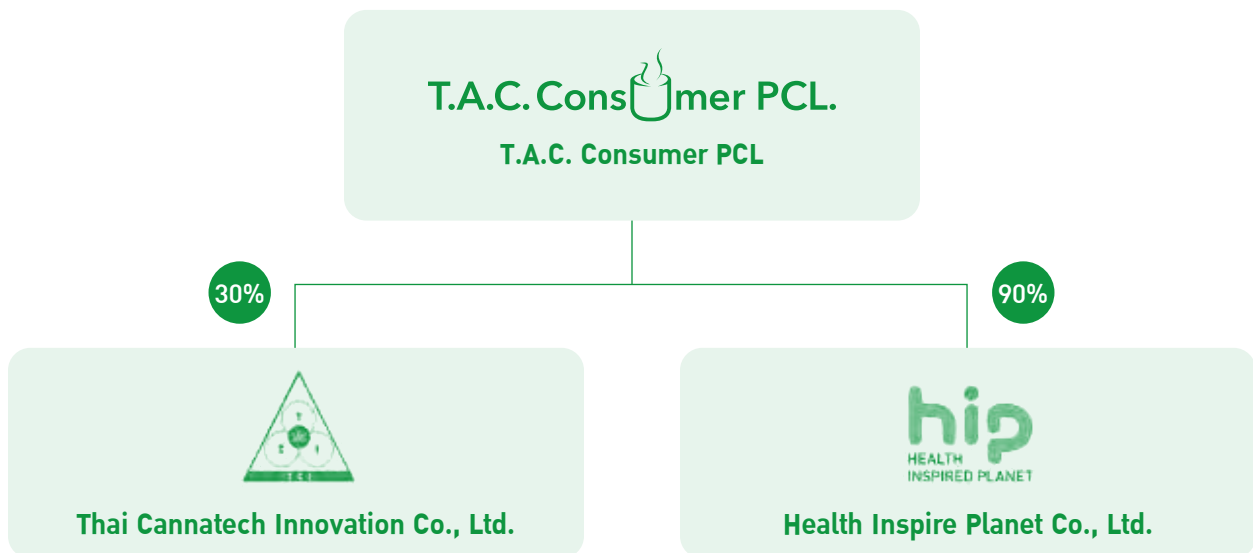 T.A.C. Consumer PCL.
T.A.C. Consumer PCL
30%
90%
T
C I
T C I
hip
HEALTH
INSPIRED PLANET
Thai Cannatech Innovation Co., Ltd.
Health Inspire Planet Co., Ltd.